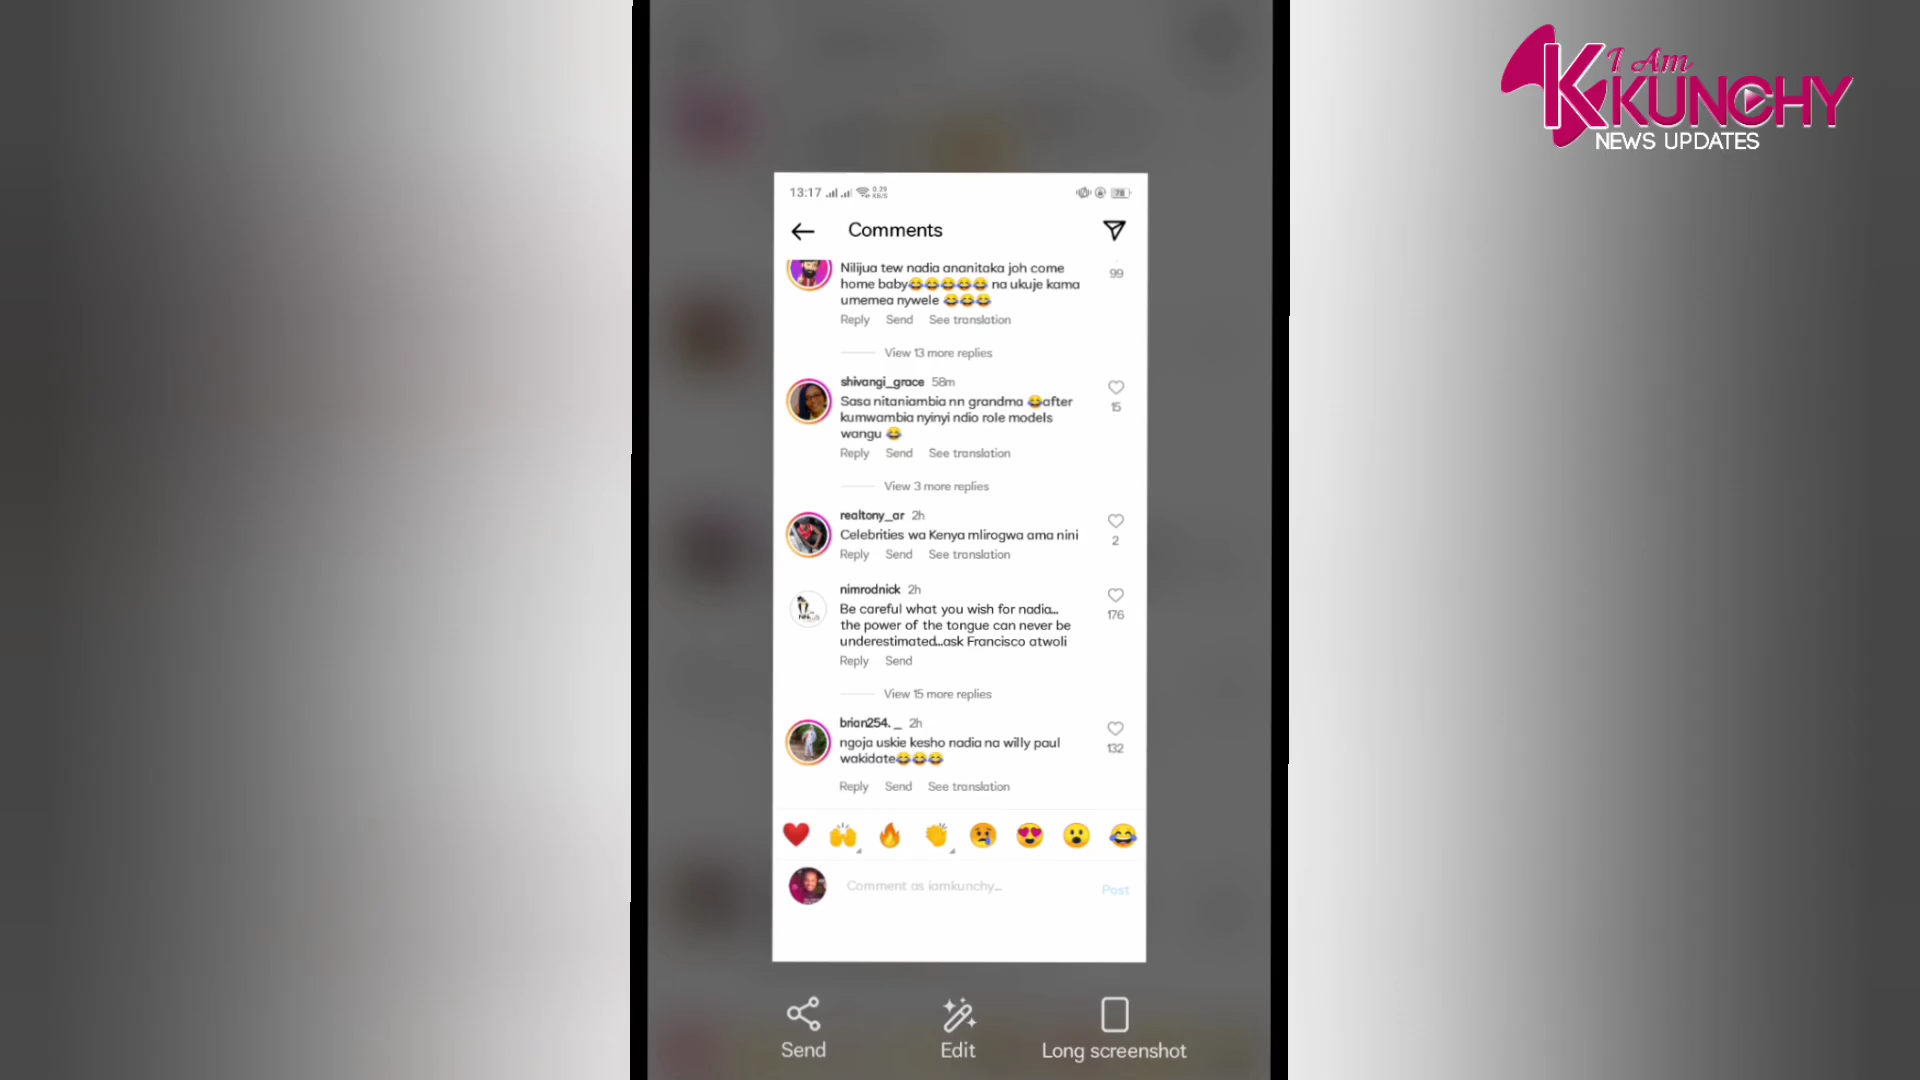 I Am
KUNCHY
NEWS UPDATES
13:17
0.29
KB/S
78
Comments
Nilijua tew nadia ananitaka joh come
home baby😂😂😂😂😂 na ukuje kama
umemea nywele 😂😂😂
99
Reply Send See translation
View 13 more replies
shivangi_grace 58m
Sasa nitaniambia nn grandma 😂after
kumwambia nyinyi ndio role models
wangu 😂
15
Reply Send See translation
View 3 more replies
realtony_ar 2h
Celebrities wa Kenya mlirogwa ama nini
2
Reply Send See translation
nimrodnick 2h
Be careful what you wish for nadia...
the power of the tongue can never be
underestimated...ask Francisco atwoli
176
Reply Send
View 15 more replies
brian254._ 2h
ngoja uskie kesho nadia na willy paul
wakidate😂😂😂
132
Reply Send See translation
Comment as iamkunchy...
Post
Send
Edit
Long screenshot